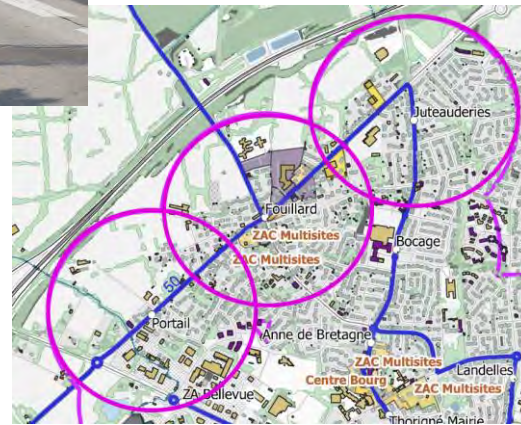 Juteauderies
Fouillard
ZAC Multisites
ZAC Multisites
Bocage
50
Portail
Anne de Bretagne
ZAC Multisites
Landelles
Centre Bourg
ZAC Multisites
ZA Bellevue
Thorigné Mairie